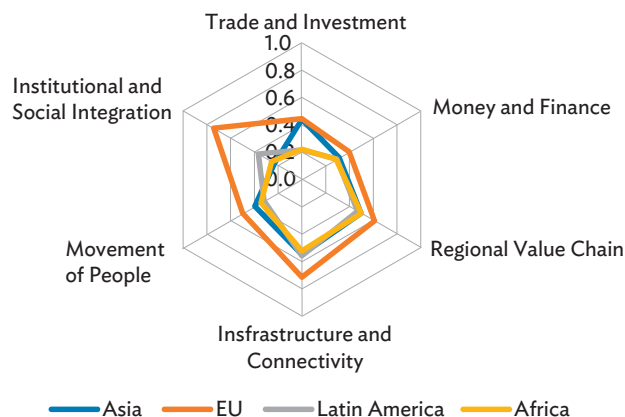 Trade and Investment
1.0
0.8
0.6
0.4
0.2
0.0
Institutional and
Social Integration
Money and Finance
Movement
of People
Regional Value Chain
Insfrastructure and
Connectivity
Asia
EU
Latin America
Africa